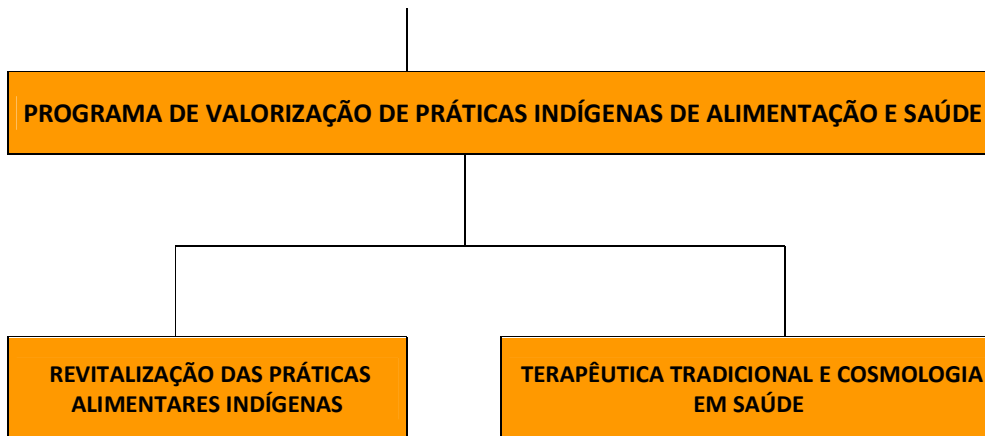 PROGRAMA DE VALORIZAÇÃO DE PRÁTICAS INDÍGENAS DE ALIMENTAÇÃO E SAÚDE
REVITALIZAÇÃO DAS PRÁTICAS
ALIMENTARES INDÍGENAS
TERAPÊUTICA TRADICIONAL E COSMOLOGIA
EM SAÚDE